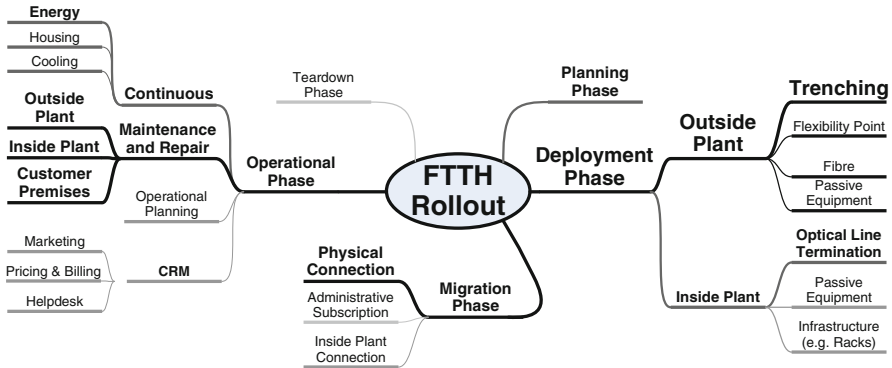 Energy
Housing
Cooling
Continuous
Outside
Plant
Inside Plant
Customer
Premises
Maintenance
and Repair
Operational
Planning
Marketing
Pricing & Billing
Helpdesk
CRM
Operational
Phase
Teardown
Phase
FTTH
Rollout
Physical
Connection
Administrative
Subscription
Inside Plant
Connection
Migration
Phase
Planning
Phase
Deployment
Phase
Outside
Plant
Trenching
Flexibility Point
Fibre
Passive
Equipment
Inside Plant
Optical Line
Termination
Passive
Equipment
Infrastructure
(e.g. Racks)